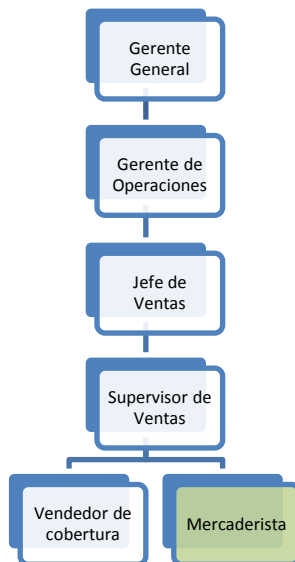 Gerente
General
Gerente de
Operaciones
Jefe de
Ventas
Supervisor de
Ventas
Vendedor de
cobertura
Mercaderista